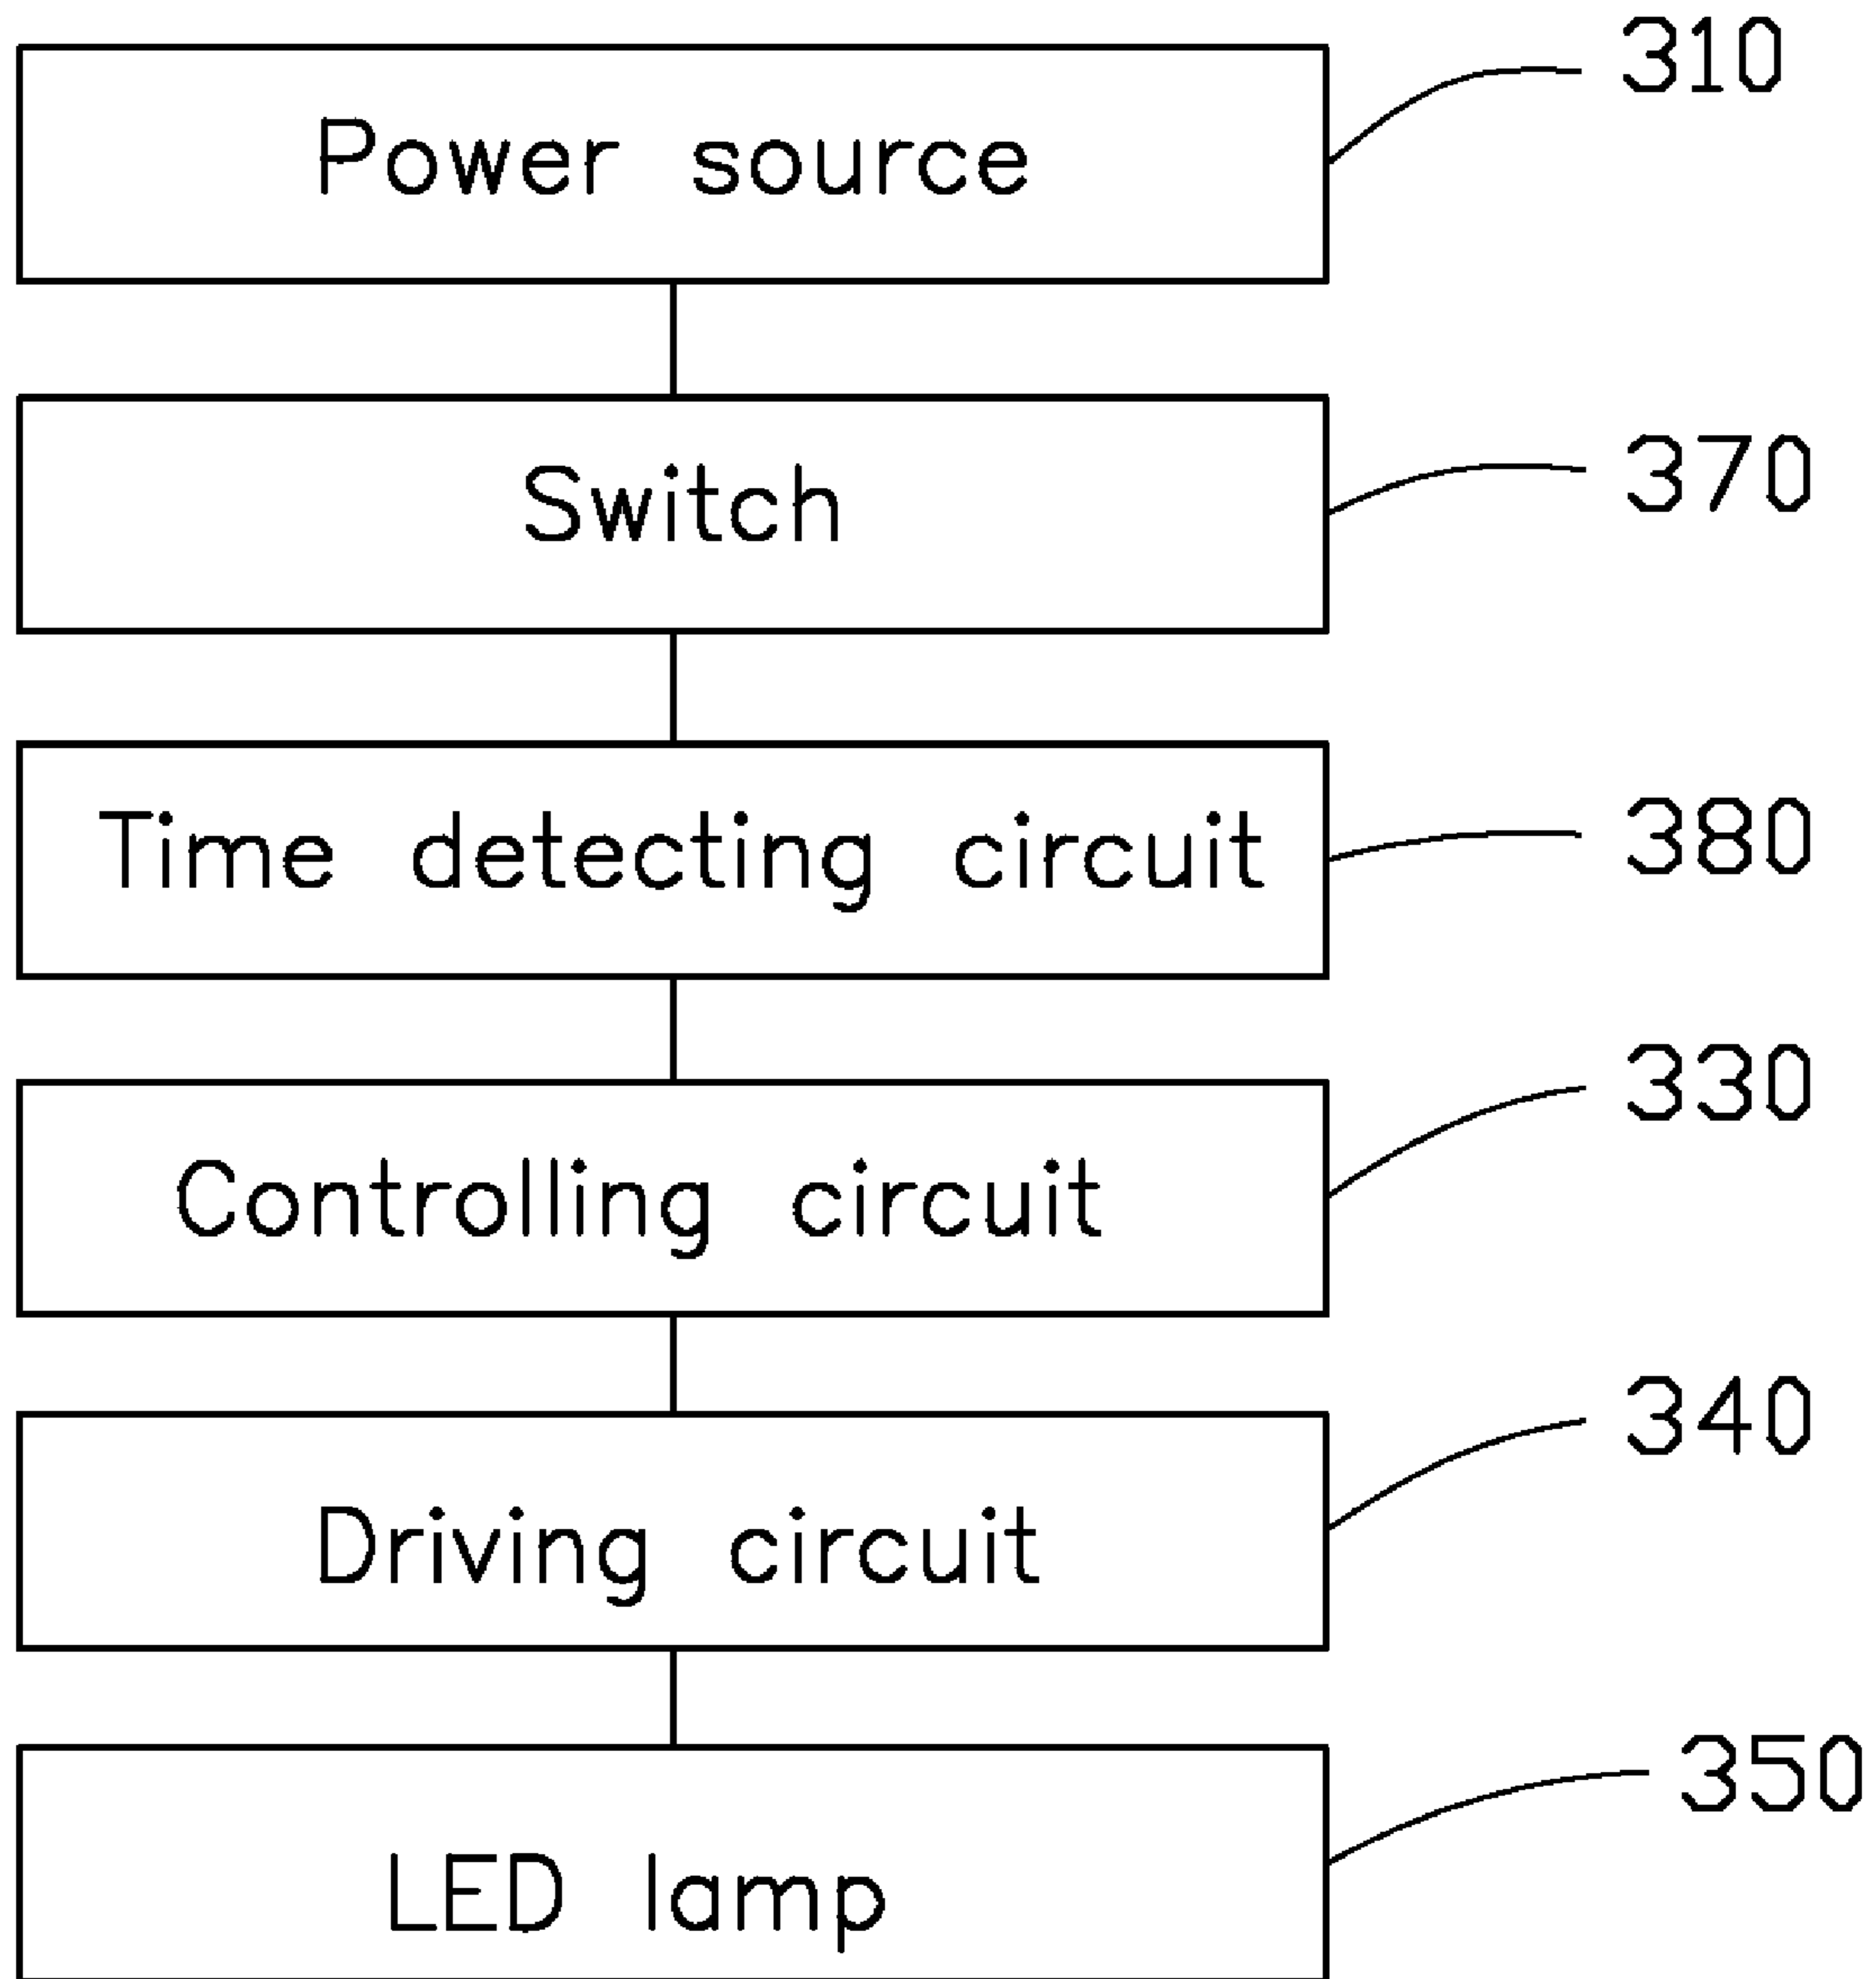 310
Power source
370
Switch
380
Time detecting circuit
330
Controlling circuit
340
Driving circuit
350
LED lamp